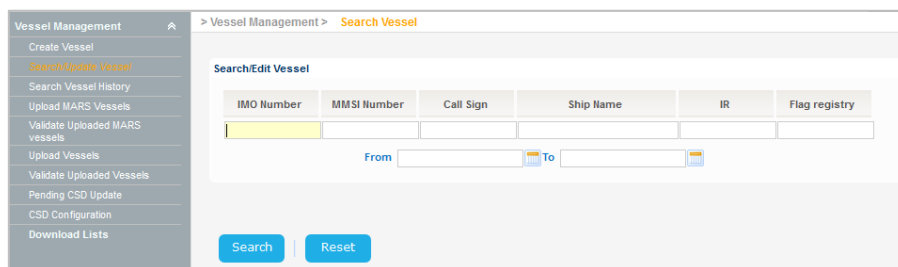 Vessel Management
> Vessel Management > Search Vessel
Create Vessel
Search/Update Vessel
Search Vessel History
Upload MARS Vessels
Validate Uploaded MARS
vessels
Upload Vessels
Validate Uploaded Vessels
Pending CSD Update
CSD Configuration
Download Lists
Search/Edit Vessel
IMO Number MMSI Number Call Sign Ship Name IR Flag registry
From To
Search Reset